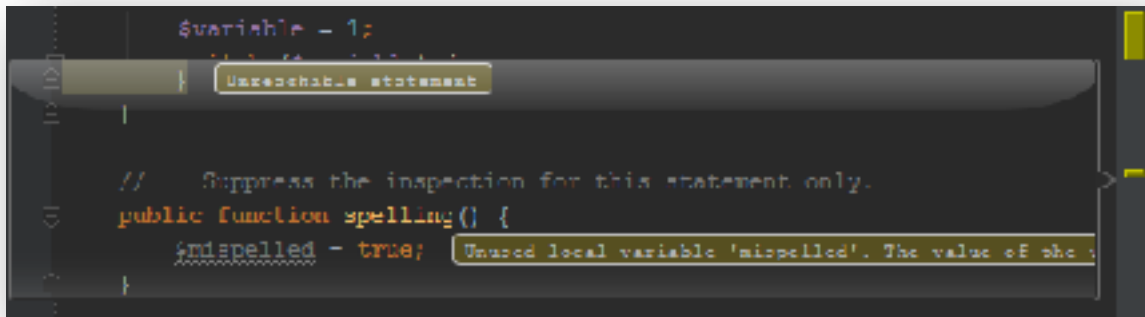 $variable = 1;
} Unreachable statement
}
// Suppress the inspection for this statement only.
public function spelling() {
$mispelled = true; Unused local variable 'mispelled'. The value of the
}